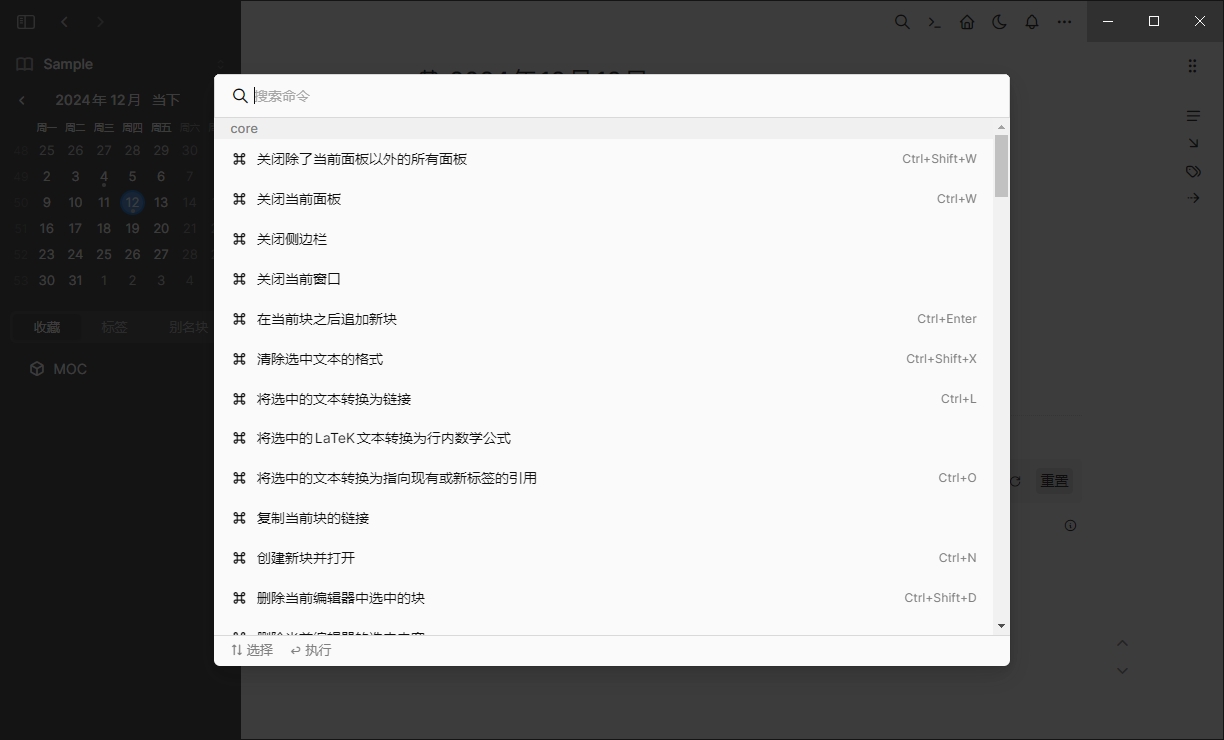 Sample
2024年 12月 当下
周一 周二 周三 周四 周五 周六
48 25 26 27 28 29 30
49 2 3 4 5 6 7
50 9 10 11 12 13 14
51 16 17 18 19 20 21
52 23 24 25 26 27 28
53 30 31 1 2 3 4
收藏 标签 别名块
MOC
搜索命令
core
关闭除了当前面板以外的所有面板 Ctrl+Shift+W
关闭当前面板 Ctrl+W
关闭侧边栏
关闭当前窗口
在当前块之后追加新块 Ctrl+Enter
清除选中文本的格式 Ctrl+Shift+X
将选中的文本转换为链接 Ctrl+L
将选中的LaTeK文本转换为行内数学公式
将选中的文本转换为指向现有或新标签的引用 Ctrl+O
复制当前块的链接
创建新块并打开 Ctrl+N
删除当前编辑器中选中的块 Ctrl+Shift+D
选择 执行
重置